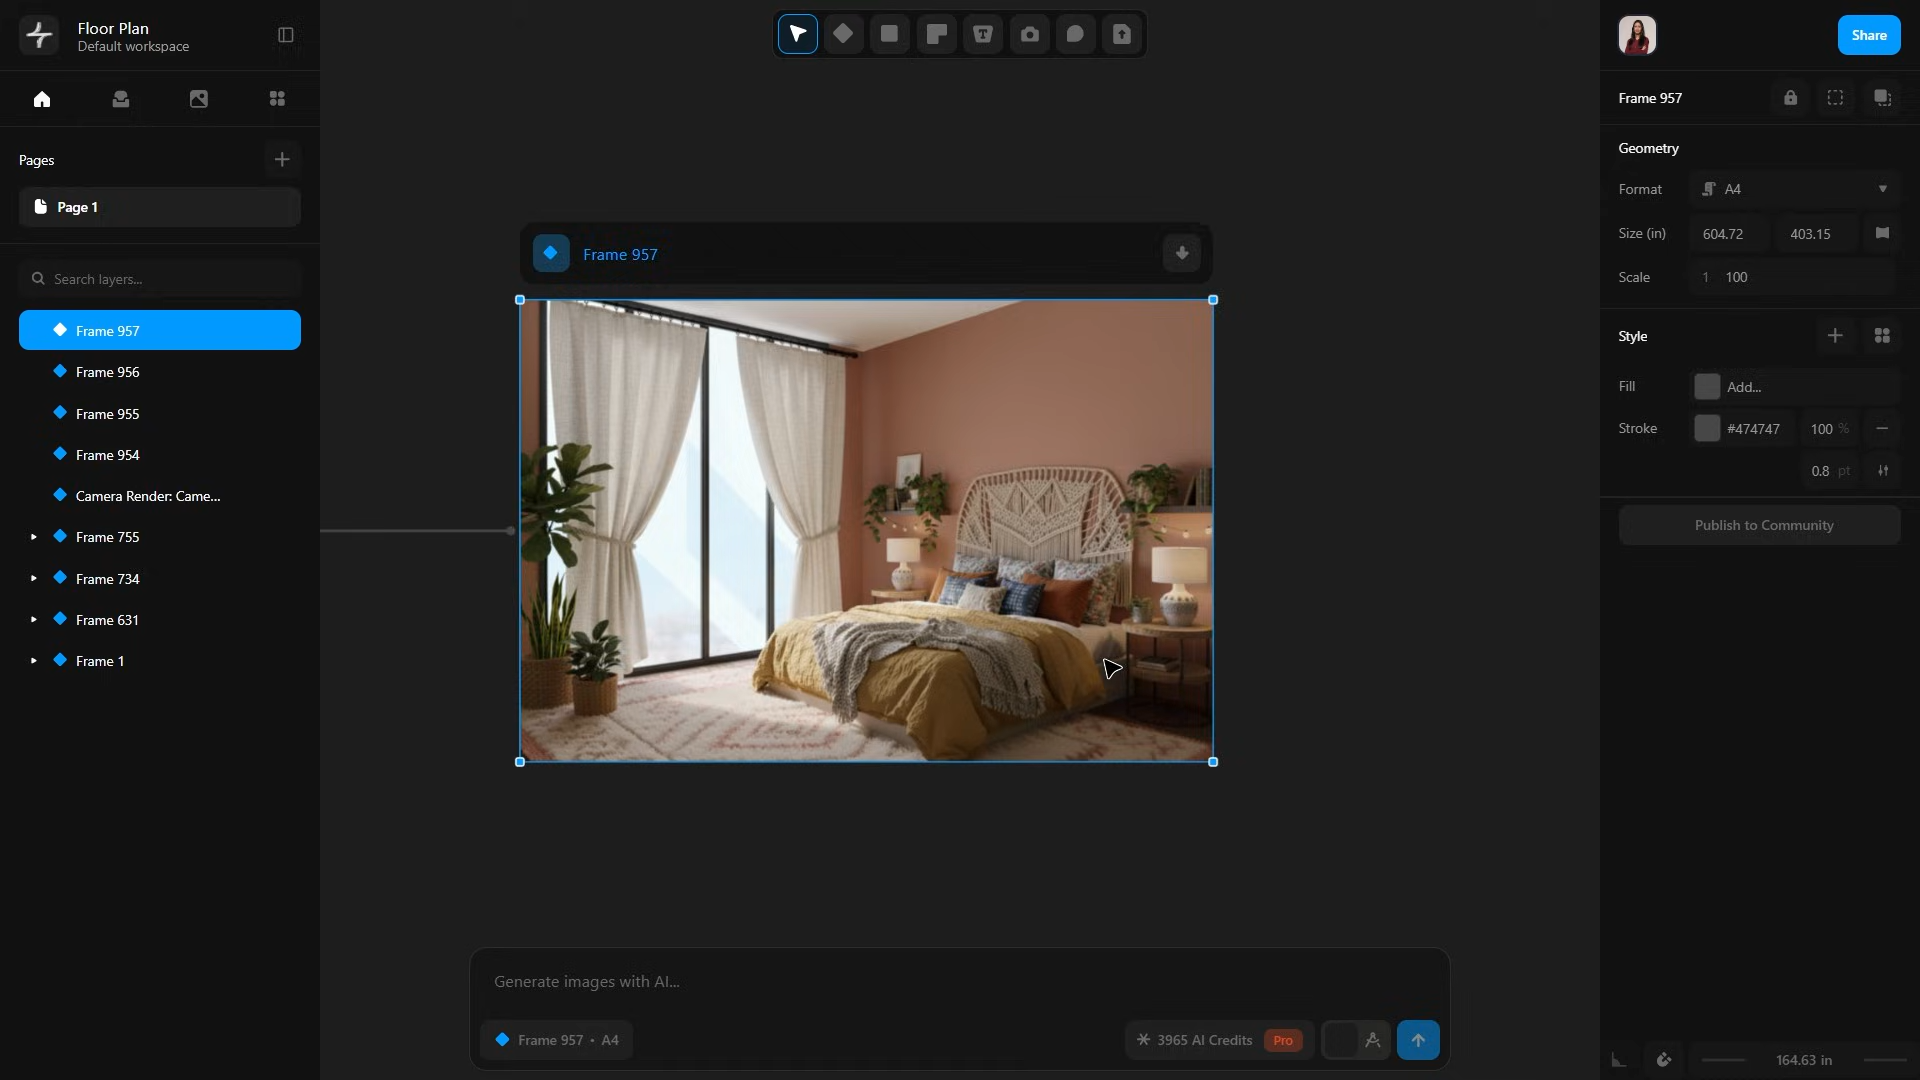 Floor Plan
Default workspace
Pages
Page 1
Search layers...
Frame 957
Frame 956
Frame 955
Frame 954
Camera Render: Came...
Frame 755
Frame 734
Frame 631
Frame 1
Frame 957
Generate images with AI...
Frame 957 • A4
3965 AI Credits
Pro
Share
Frame 957
Geometry
Format A4
Size (in) 604.72 403.15
Scale 1 100
Style
Fill Add...
Stroke #474747 100 %
0.8 pt
Publish to Community
164.63 in